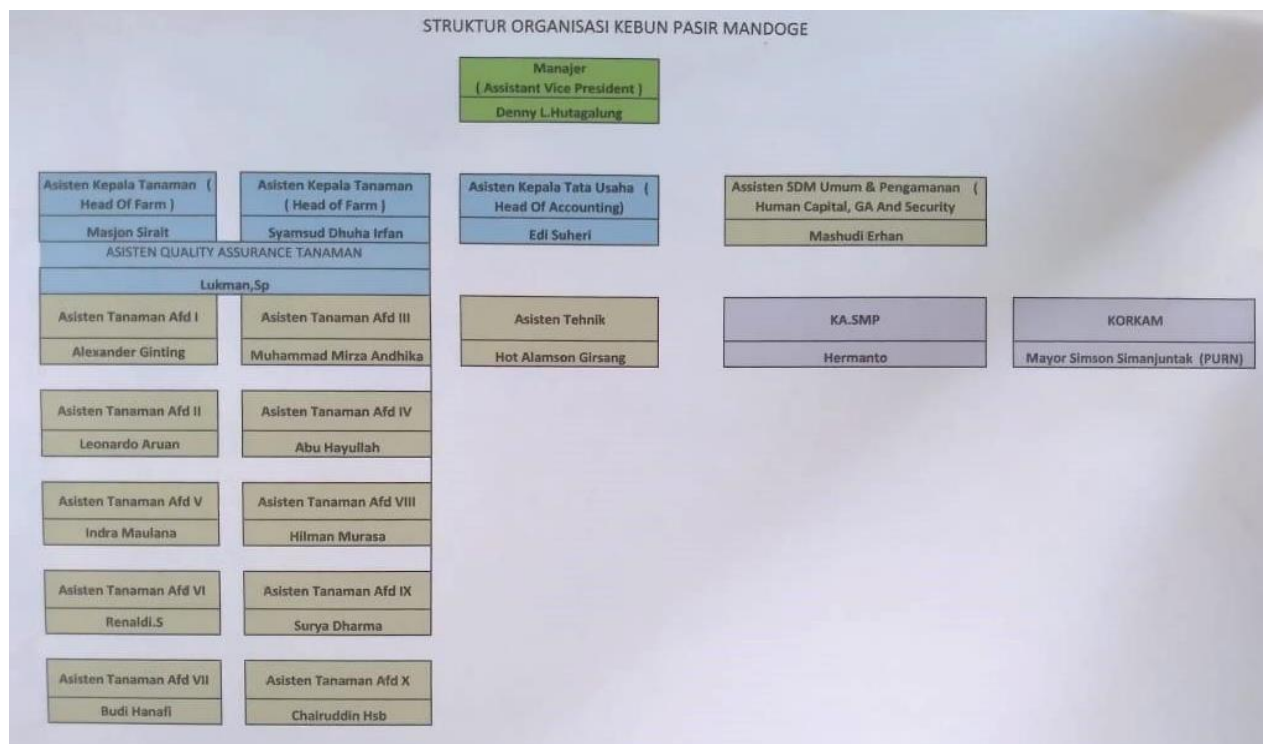 STRUKTUR ORGANISASI KEBUN PASIR MANDOGE
Manajer
( Assistant Vice President )
Denny L.Hutagalung
Asisten Kepala Tanaman (
Head Of Farm )
Masjon Sirait
Asisten Kepala Tanaman
( Head of Farm )
Syamsud Dhuha Irfan
Asisten Kepala Tata Usaha (
Head Of Accounting)
Edi Suheri
Assisten SDM Umum & Pengamanan (
Human Capital, GA And Security
Mashudi Erhan
ASISTEN QUALITY ASSURANCE TANAMAN
Lukman,Sp
Asisten Tanaman Afd I
Alexander Ginting
Asisten Tanaman Afd III
Muhammad Mirza Andhika
Asisten Tehnik
Hot Alamson Girsang
KA.SMP
Hermanto
KORKAM
Mayor Simson Simanjuntak (PURN)
Asisten Tanaman Afd II
Leonardo Aruan
Asisten Tanaman Afd IV
Abu Hayullah
Asisten Tanaman Afd V
Indra Maulana
Asisten Tanaman Afd VIII
Hilman Murasa
Asisten Tanaman Afd VI
Renaldi.S
Asisten Tanaman Afd IX
Surya Dharma
Asisten Tanaman Afd VII
Budi Hanafi
Asisten Tanaman Afd X
Chairuddin Hsb